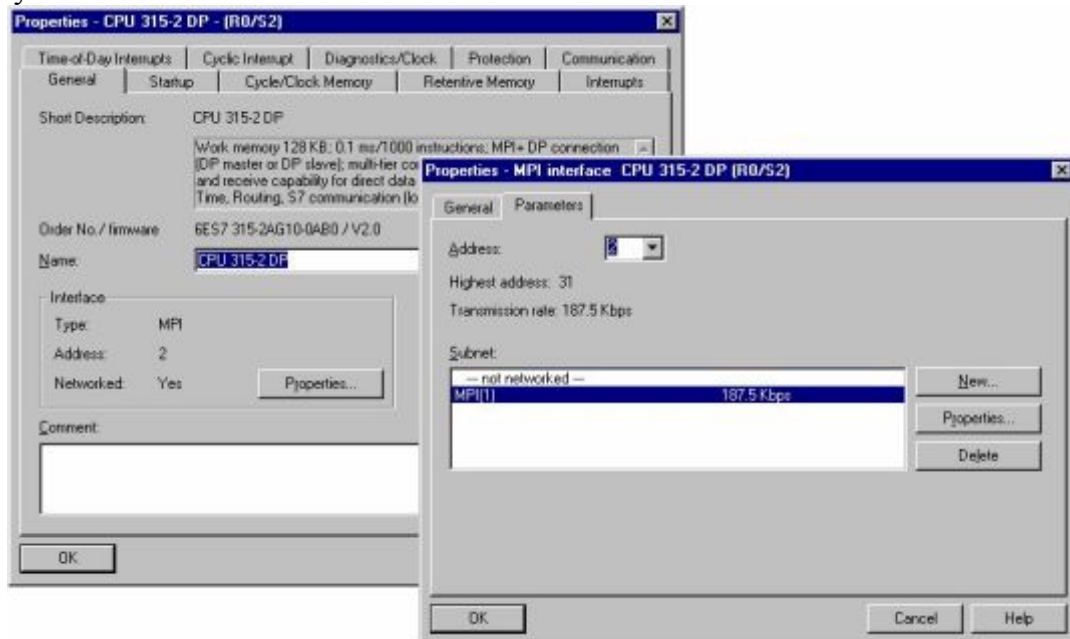 Properties - CPU 315-2 DP - (R0/S2)
Time-of-Day Interrupts Cyclic Interrupt Diagnostics/Clock Protection Communication
General Startup Cycle/Clock Memory Retentive Memory Interrupts
Short Description: CPU 315-2 DP
Work memory 128 KB; 0.1 ms/1000 instructions; MPI+ DP connection
(DP master or DP slave); multi-tier co
and receive capability for direct data
Time, Routing, S7 communication (lo
Order No./ firmware 6ES7 315-2AG10-0AB0 / V2.0
Name: CPU 315-2 DP
Interface
Type: MPI
Address: 2
Networked: Yes Properties...
Comment:
OK
Properties - MPI interface CPU 315-2 DP (R0/S2)
General Parameters
Address: 2
Highest address: 31
Transmission rate: 187.5 Kbps
Subnet:
--- not networked ---
MPI(1) 187.5 Kbps
New...
Properties...
Delete
OK Cancel Help